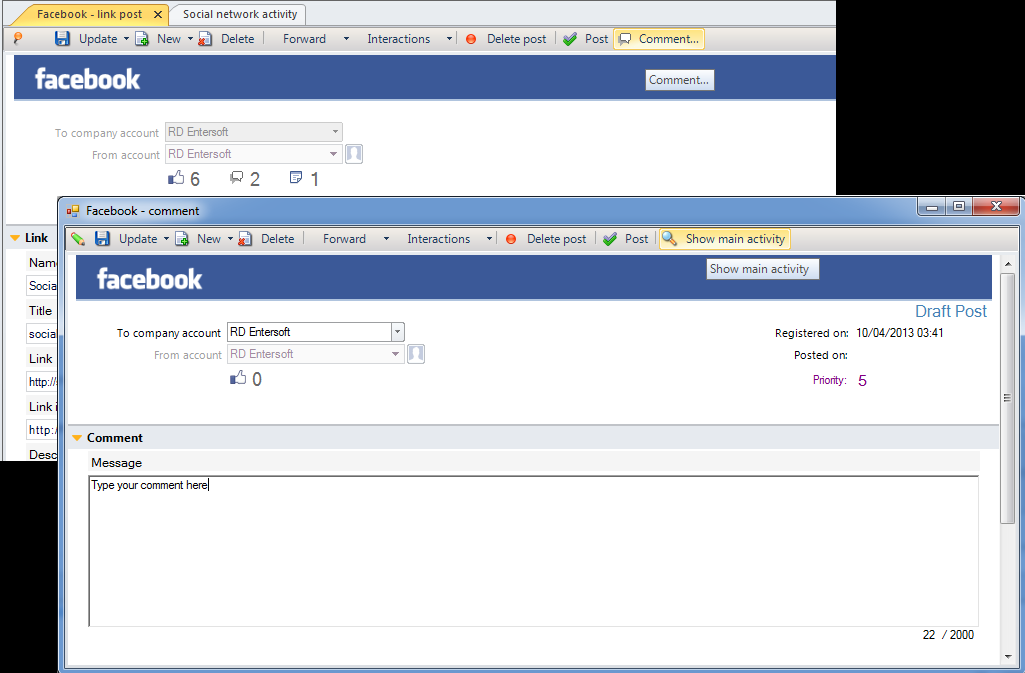 Facebook - link post
Social network activity
Update New Delete Forward Interactions Delete post Post Comment...
facebook
Comment...
To company account RD Entersoft
From account RD Entersoft
6 2 1
Link
Name
Socia
Title
socia
Link
http://
Link i
http:/
Desc
Facebook - comment
Update New Delete Forward Interactions Delete post Post Show main activity
facebook
Show main activity
Draft Post
To company account RD Entersoft
Registered on: 10/04/2013 03:41
From account RD Entersoft
Posted on:
0
Priority: 5
Comment
Message
Type your comment here
22 / 2000